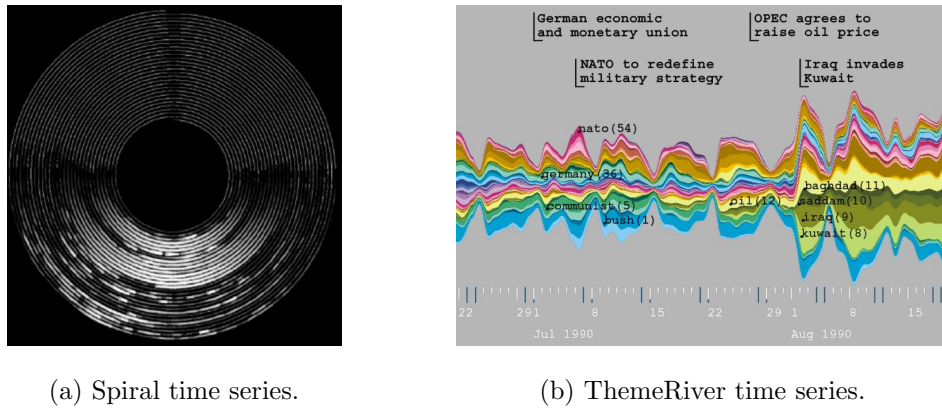 German economic
and monetary union
OPEC agrees to
raise oil price
NATO to redefine
military strategy
Iraq invades
Kuwait
nato(54)
germany(36)
communist(5)
bush(1)
oil(12)
baghdad(11)
saddam(10)
iraq(9)
kuwait(8)
22 29 1 8 15 22 29 1 8 15
Jul 1990 Aug 1990
(a) Spiral time series. (b) ThemeRiver time series.